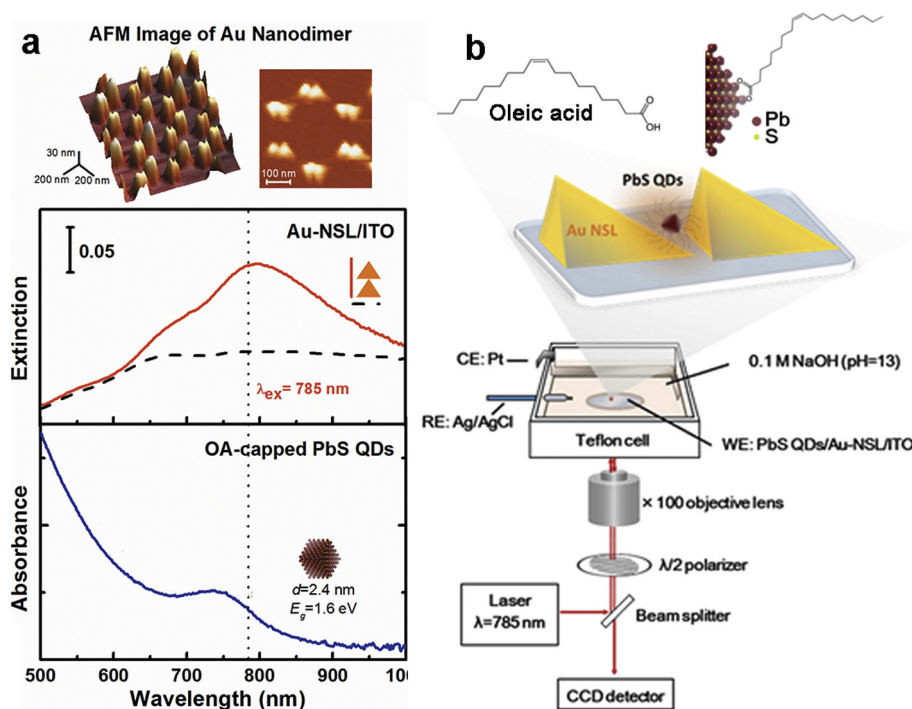 a
AFM Image of Au Nanodimer
30 nm
200 nm
200 nm
100 nm
0.05
Au-NSL/ITO
Extinction
λex= 785 nm
OA-capped PbS QDs
Absorbance
d=2.4 nm
Eg=1.6 eV
500
600
700
800
900
Wavelength (nm)
b
Oleic acid
O
OH
O
O
Pb
S
PbS QDs
Au NSL
CE: Pt
0.1 M NaOH (pH=13)
RE: Ag/AgCl
Teflon cell
WE: PbS QDs/Au-NSL/ITO
× 100 objective lens
λ/2 polarizer
Laser
λ=785 nm
Beam splitter
CCD detector